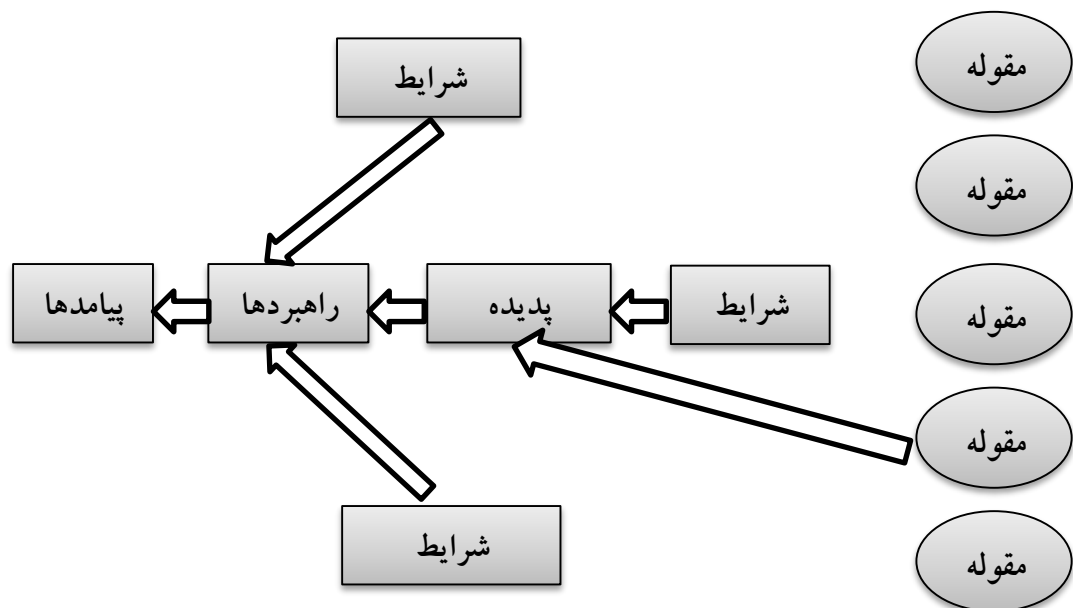 مقوله
شرایط
مقوله
مقوله
شرایط
پدیده
راهبردها
پیامدها
مقوله
شرایط
مقوله